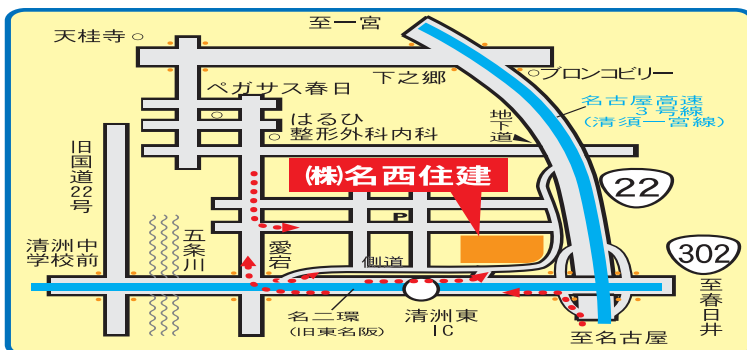 至一宮
天桂寺
下之郷
ブロンコビリー
ペガサス春日
名古屋高速
3号線
(清須一宮線)
はるひ
整形外科内科
地下道
旧国道22号
㈱名西住建
22
P
清洲中
学校前
五条川
愛宕
側道
302
至春日井
名二環
(旧東名阪)
清洲東
IC
至名古屋